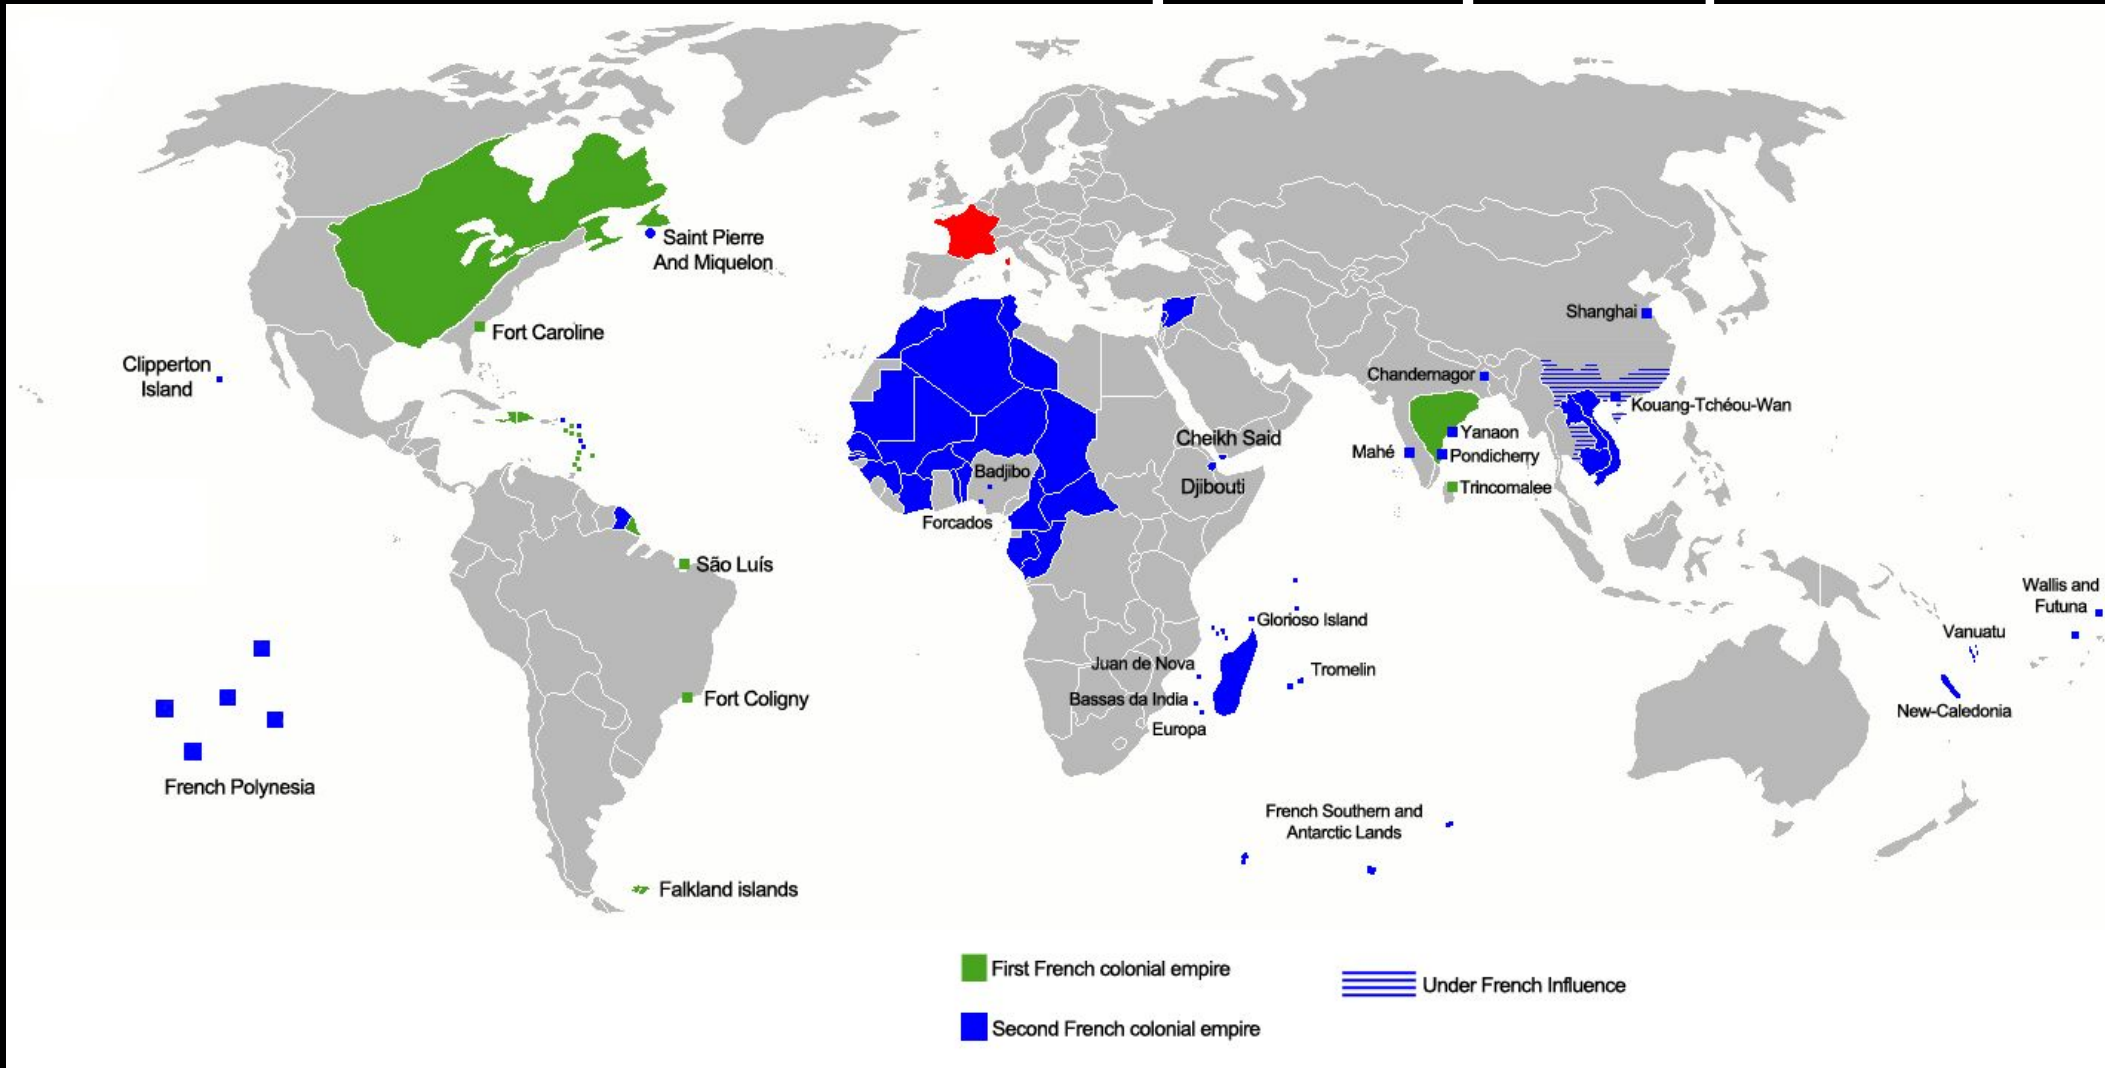 Saint Pierre
And Miquelon
Fort Caroline
Clipperton
Island
Shanghai
Chandernagor
Kouang-Tchéou-Wan
Yanaon
Mahé
Pondicherry
Trincomalee
Cheikh Said
Djibouti
Badjibo
Forcados
São Luís
Wallis and
Futuna
Glorioso Island
Vanuatu
Juan de Nova
Tromelin
Bassas da India
Europa
Fort Coligny
New-Caledonia
French Polynesia
French Southern and
Antarctic Lands
Falkland islands
First French colonial empire
Under French Influence
Second French colonial empire